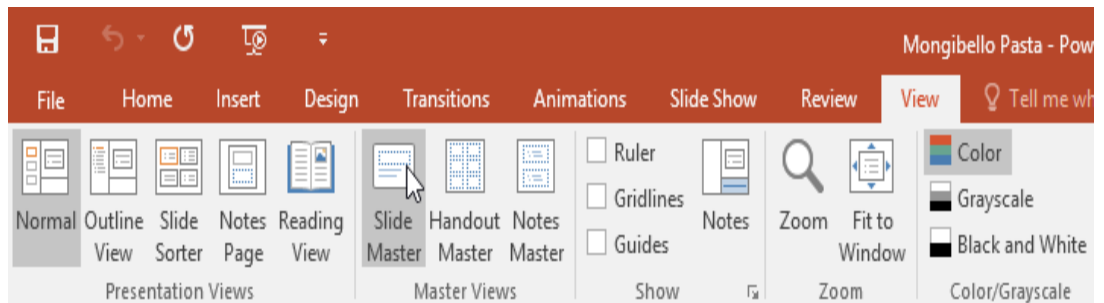 Mongibello Pasta - Pow
File Home Insert Design Transitions Animations Slide Show Review View Tell me wh
Normal Outline View Slide Sorter Notes Page Reading View Slide Master Handout Master Notes Master
Ruler
Gridlines
Guides
Notes
Zoom Fit to Window
Color
Grayscale
Black and White
Presentation Views Master Views Show Zoom Color/Grayscale